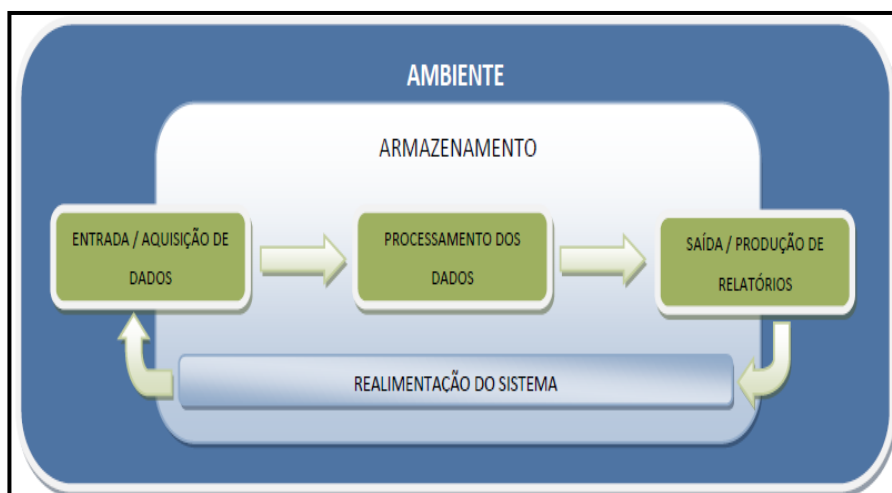 AMBIENTE
ARMAZENAMENTO
ENTRADA / AQUISIÇÃO DE
DADOS
PROCESSAMENTO DOS
DADOS
SAÍDA / PRODUÇÃO DE
RELATÓRIOS
REALIMENTAÇÃO DO SISTEMA